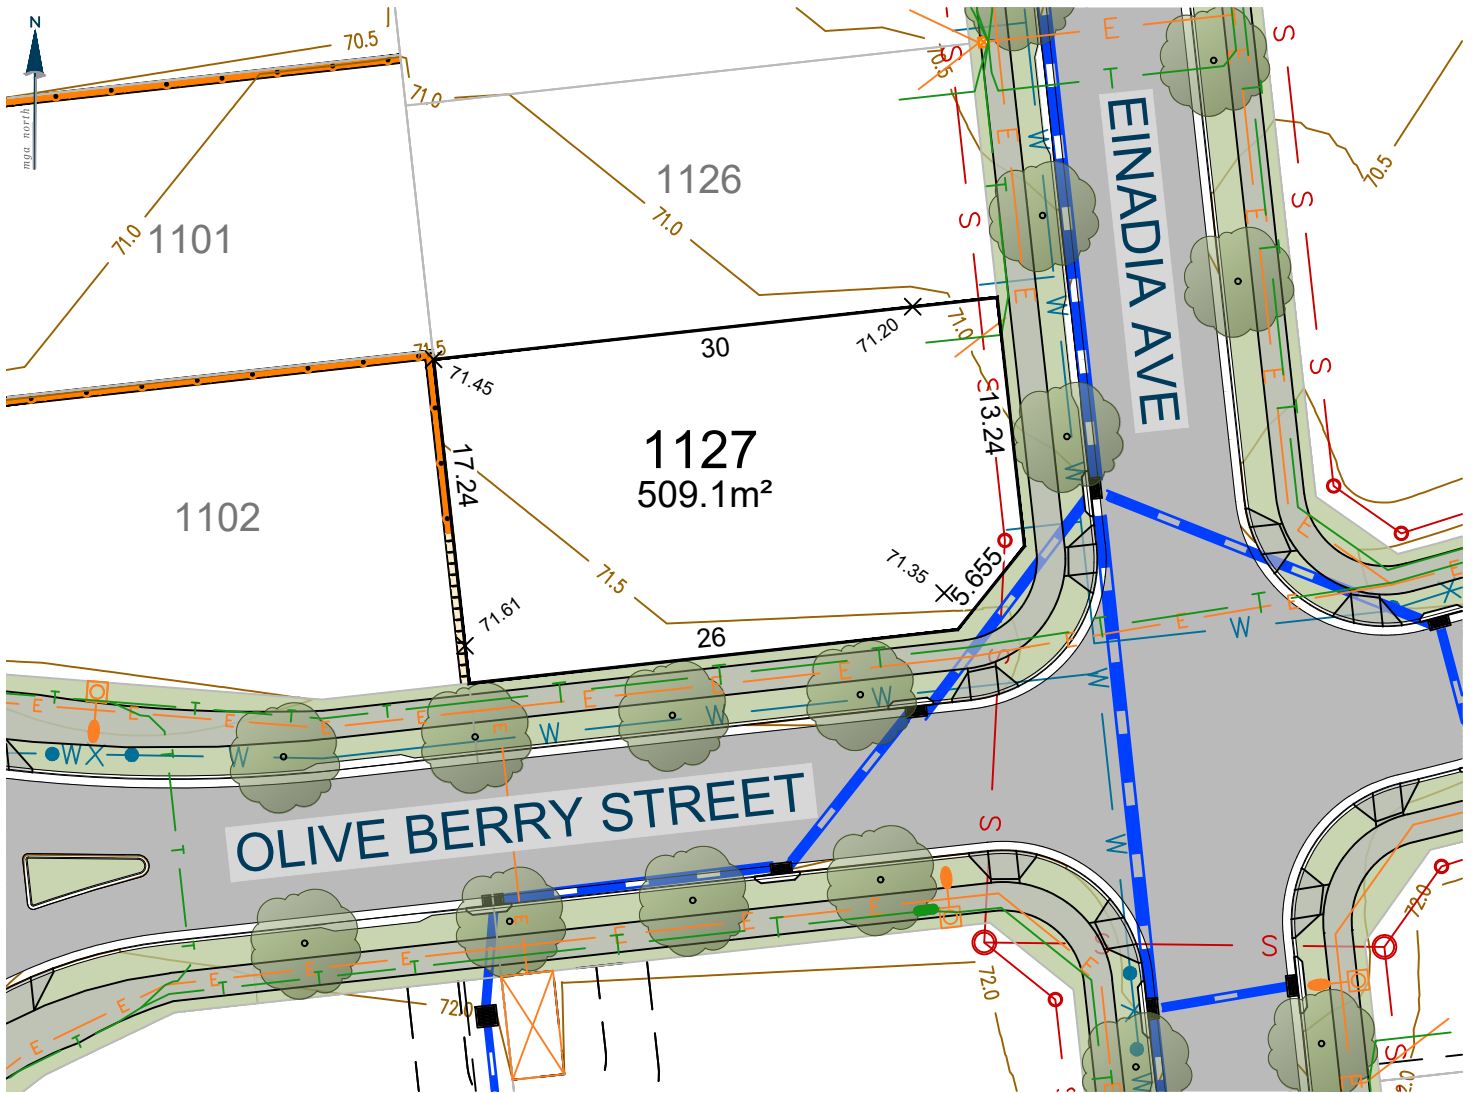 N
mga north
70.5
71.0
70.5
1126
1101
71.0
71.0
70.5
EINADIA AVE
71.5
71.45
30
71.20
71.0
13.24
17.24
1127
509.1m²
1102
71.5
71.35
5.655
71.61
26
OLIVE BERRY STREET
72.0
72.0
72.0
S
S
S
S
S
S
S
S
S
E
E
E
E
E
E
E
E
E
T
T
T
T
T
T
W
W
W
W
W
W
W
W
X